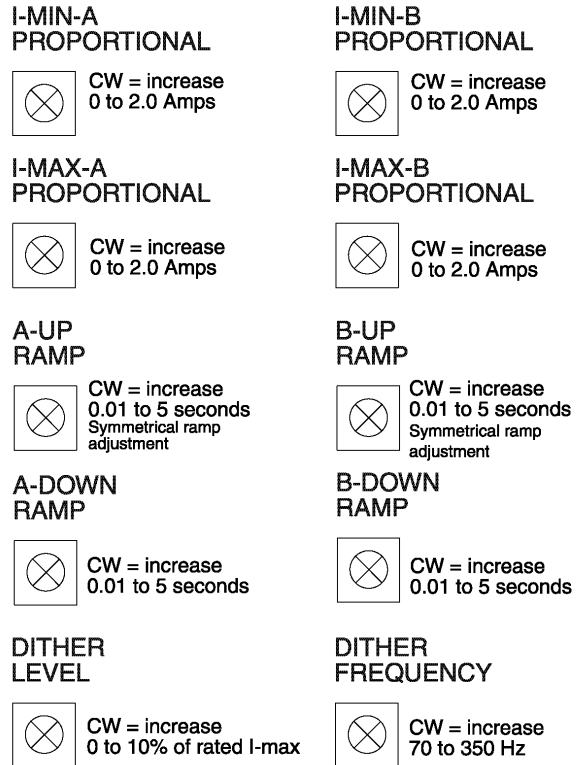 I-MIN-A
PROPORTIONAL
CW = increase
0 to 2.0 Amps
I-MIN-B
PROPORTIONAL
CW = increase
0 to 2.0 Amps
I-MAX-A
PROPORTIONAL
CW = increase
0 to 2.0 Amps
I-MAX-B
PROPORTIONAL
CW = increase
0 to 2.0 Amps
A-UP
RAMP
CW = increase
0.01 to 5 seconds
Symmetrical ramp
adjustment
B-UP
RAMP
CW = increase
0.01 to 5 seconds
Symmetrical ramp
adjustment
A-DOWN
RAMP
CW = increase
0.01 to 5 seconds
B-DOWN
RAMP
CW = increase
0.01 to 5 seconds
DITHER
LEVEL
CW = increase
0 to 10% of rated I-max
DITHER
FREQUENCY
CW = increase
70 to 350 Hz